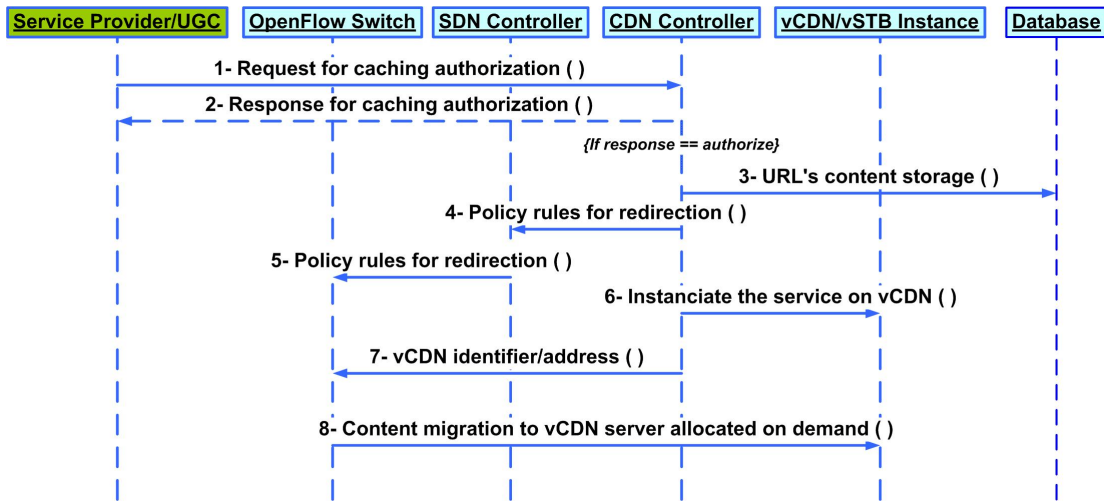 Service Provider/UGC OpenFlow Switch SDN Controller CDN Controller vCDN/vSTB Instance Database
1- Request for caching authorization ( )
2- Response for caching authorization ( )
{If response == authorize}
3- URL's content storage ( )
4- Policy rules for redirection ( )
5- Policy rules for redirection ( )
6- Instanciate the service on vCDN ( )
7- vCDN identifier/address ( )
8- Content migration to vCDN server allocated on demand ( )